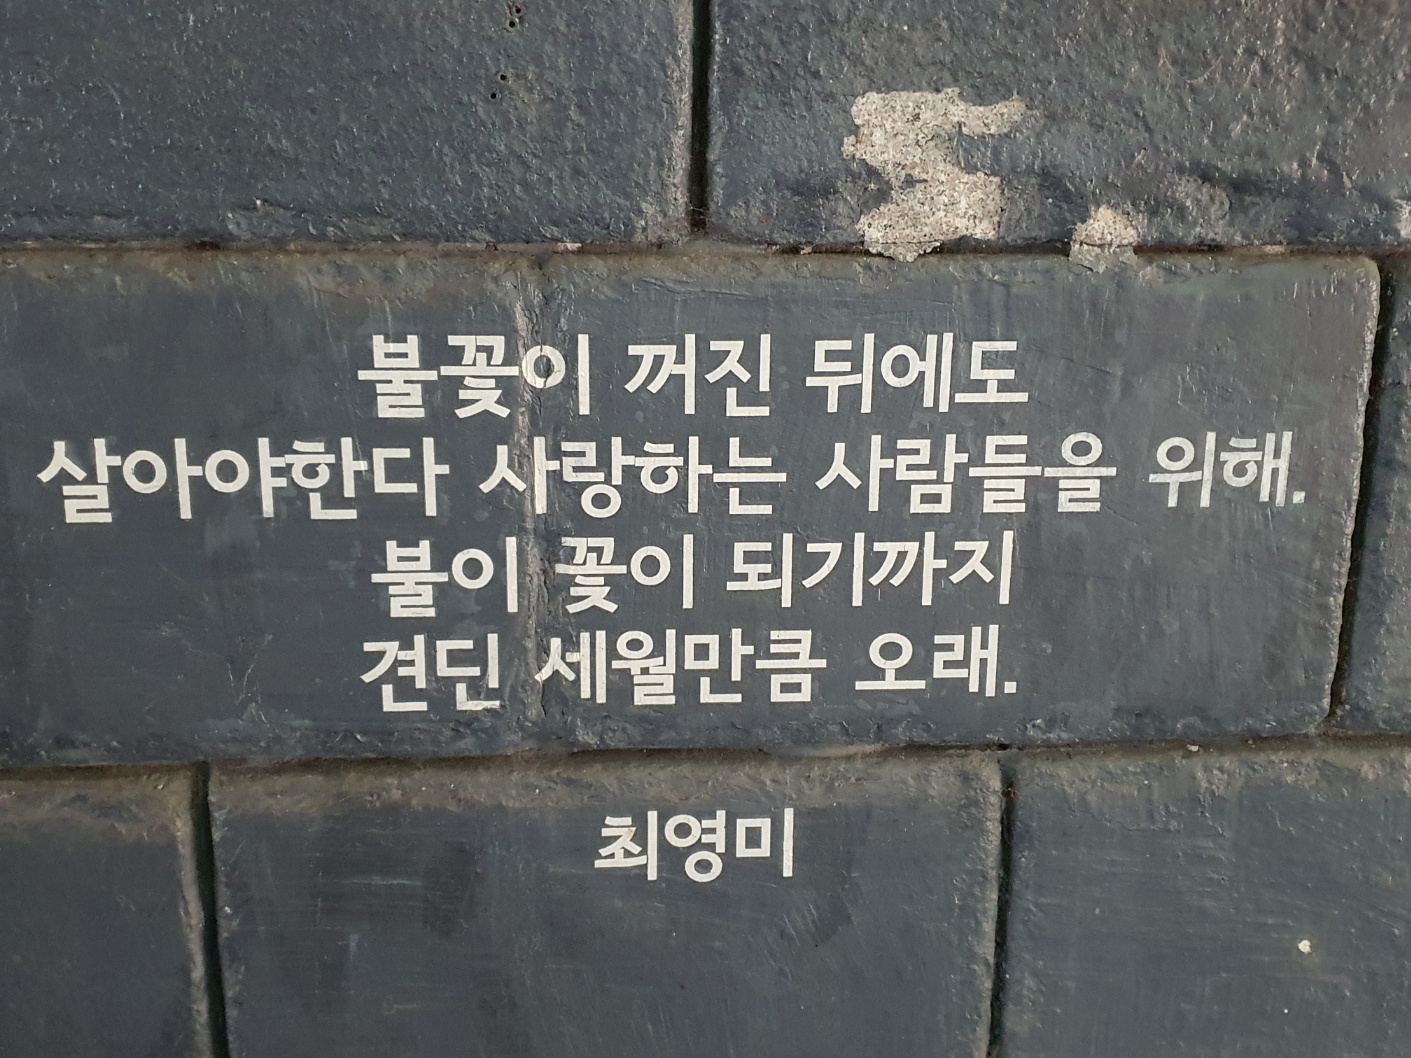 불꽃이 꺼진 뒤에도
살아야한다 사랑하는 사람들을 위해.
불이 꽃이 되기까지
견딘 세월만큼 오래.
최영미